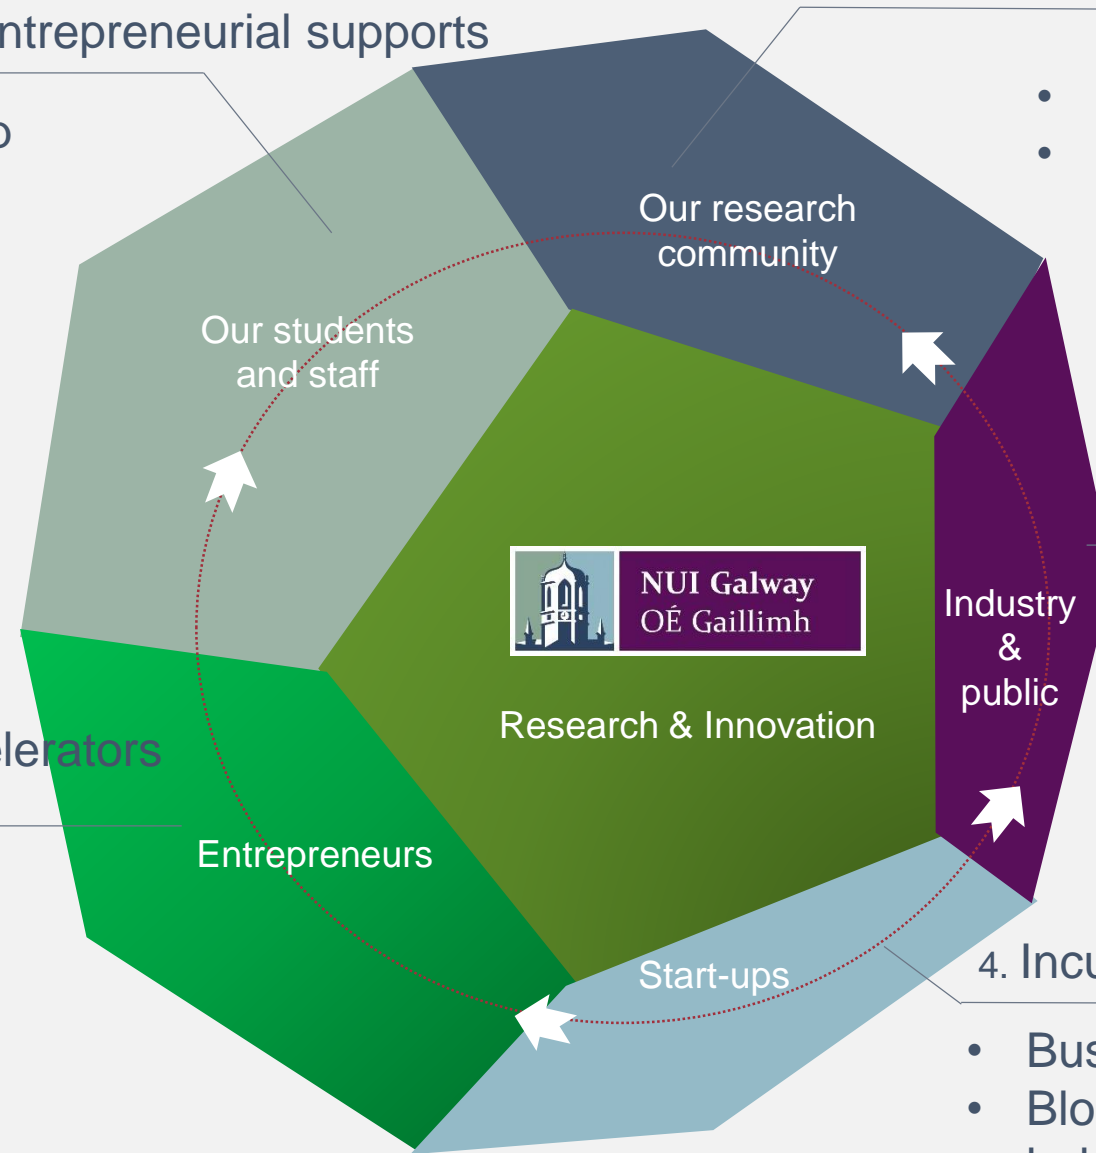 ntrepreneurial supports
Our research
community
Our students
and staff
NUI Galway
OÉ Gaillimh
Industry
&
public
Research & Innovation
lerators
Entrepreneurs
Start-ups
4. Incu
• Bus
• Blo